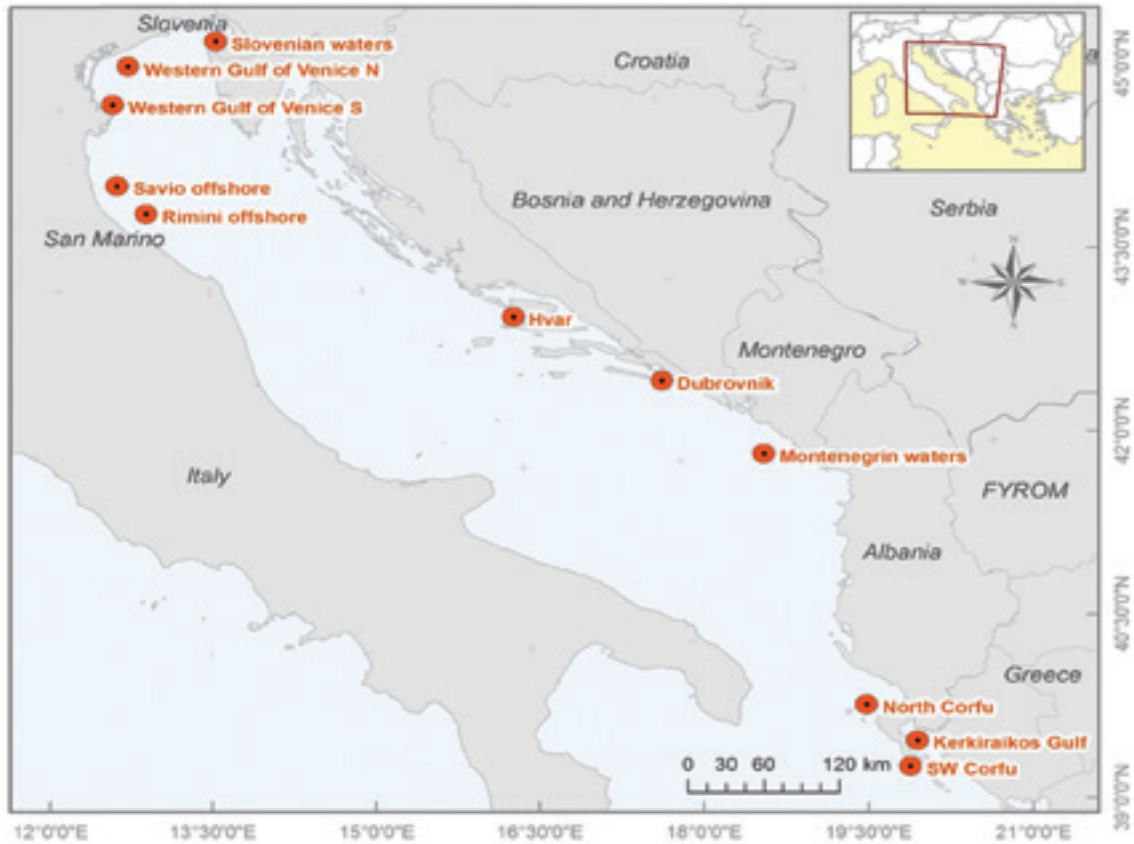 Slovenia
Slovenian waters
Western Gulf of Venice N
Croatia
a
45°0'0"N
Western Gulf of Venice S
Savio offshore
Bosnia and Herzegovina
Serbia
Rimini offshore
San Marino
43°30'0"N
N
W
E
S
Hvar
Montenegro
Dubrovnik
42°0'0"N
Montenegrin waters
Italy
FYROM
Albania
40°30'0"N
Greece
North Corfu
Kerkiraikos Gulf
0 30 60 120 km
SW Corfu
39°0'0"N
12°0'0"E 13°30'0"E 15°0'0"E 16°30'0"E 18°0'0"E 19°30'0"E 21°0'0"E